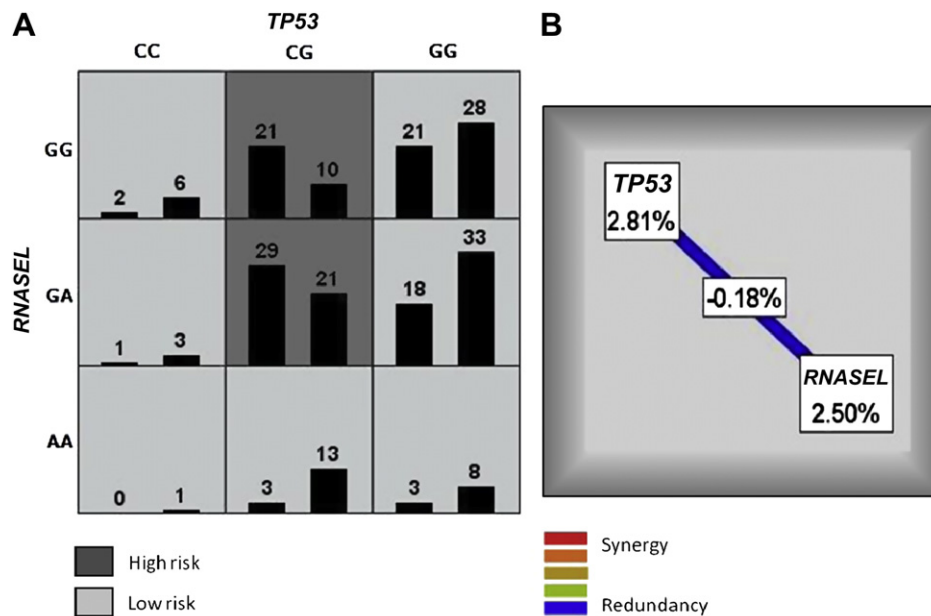 A
TP53
B
CC CG GG
RNASEL
GG
2 6 21 10 21 28
GA
1 3 29 21 18 33
AA
0 1 3 13 3 8
High risk
Low risk
TP53
2.81%
-0.18%
RNASEL
2.50%
Synergy
Redundancy